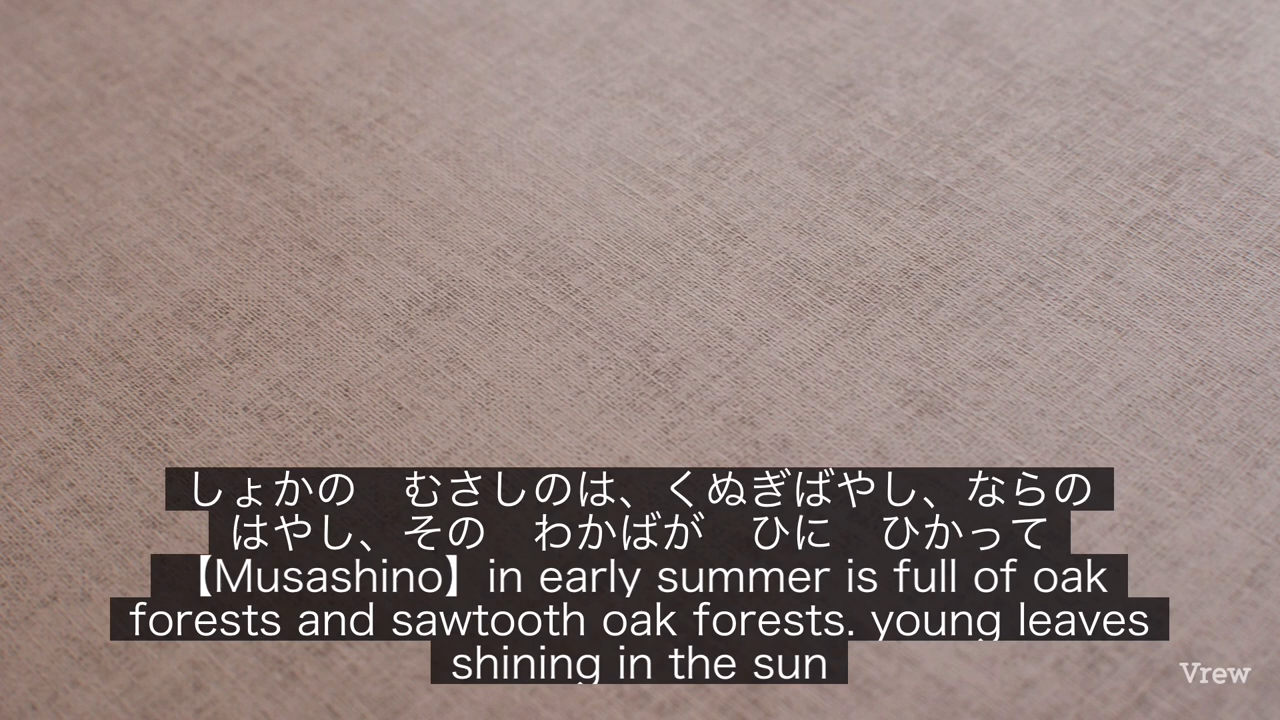 しょかの　むさしのは、くぬぎばやし、ならの
はやし、その　わかばが　ひに　ひかって
【Musashino】in early summer is full of oak
forests and sawtooth oak forests. young leaves
shining in the sun
Vrew